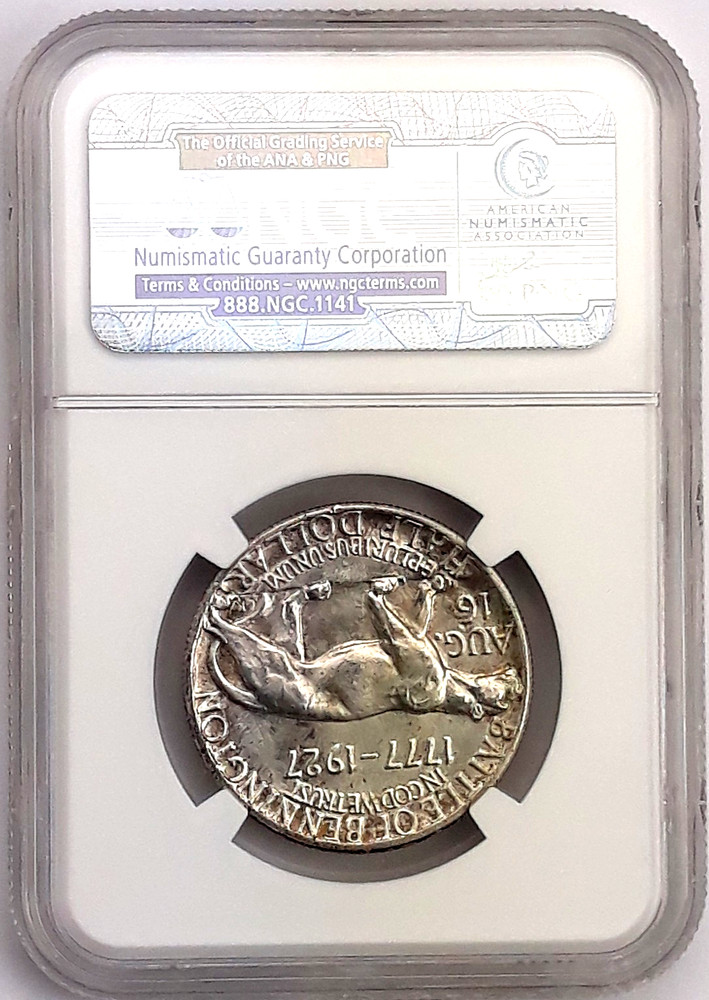 The Official Grading Service
of the ANA & PNG
NGC
Numismatic Guaranty Corporation
Terms & Conditions – www.ngcterms.com
888.NGC.1141
AMERICAN
NUMISMATIC
ASSOCIATION
BATTLE OF BENNINGTON
IN GOD WE TRUST
1777–1927
AUG.
16
E PLURIBUS UNUM
HALF DOLLAR